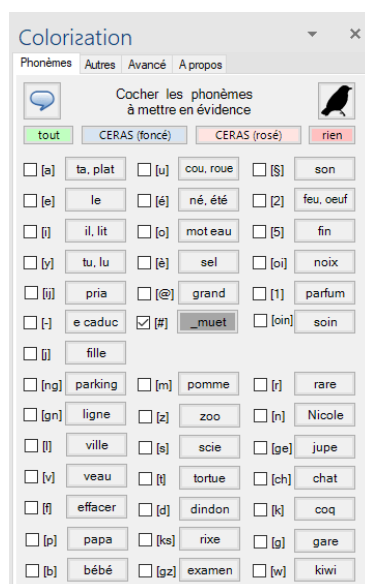 Colorization
Phonèmes Autres Avancé A propos
Cocher les phonèmes
à mettre en évidence
tout CERAS (foncé) CERAS (rosé) rien
[a] ta, plat [u] cou, roue [§] son
[e] le [é] né, été [2] feu, oeuf
[i] il, lit [o] mot eau [5] fin
[y] tu, lu [è] sel [oi] noix
[ij] pria [@] grand [1] parfum
[-] e caduc [#] _muet [oin] soin
[j] fille
[ng] parking [m] pomme [r] rare
[gn] ligne [z] zoo [n] Nicole
[l] ville [s] scie [ge] jupe
[v] veau [t] tortue [ch] chat
[f] effacer [d] dindon [k] coq
[p] papa [ks] rixe [g] gare
[b] bébé [gz] examen [w] kiwi